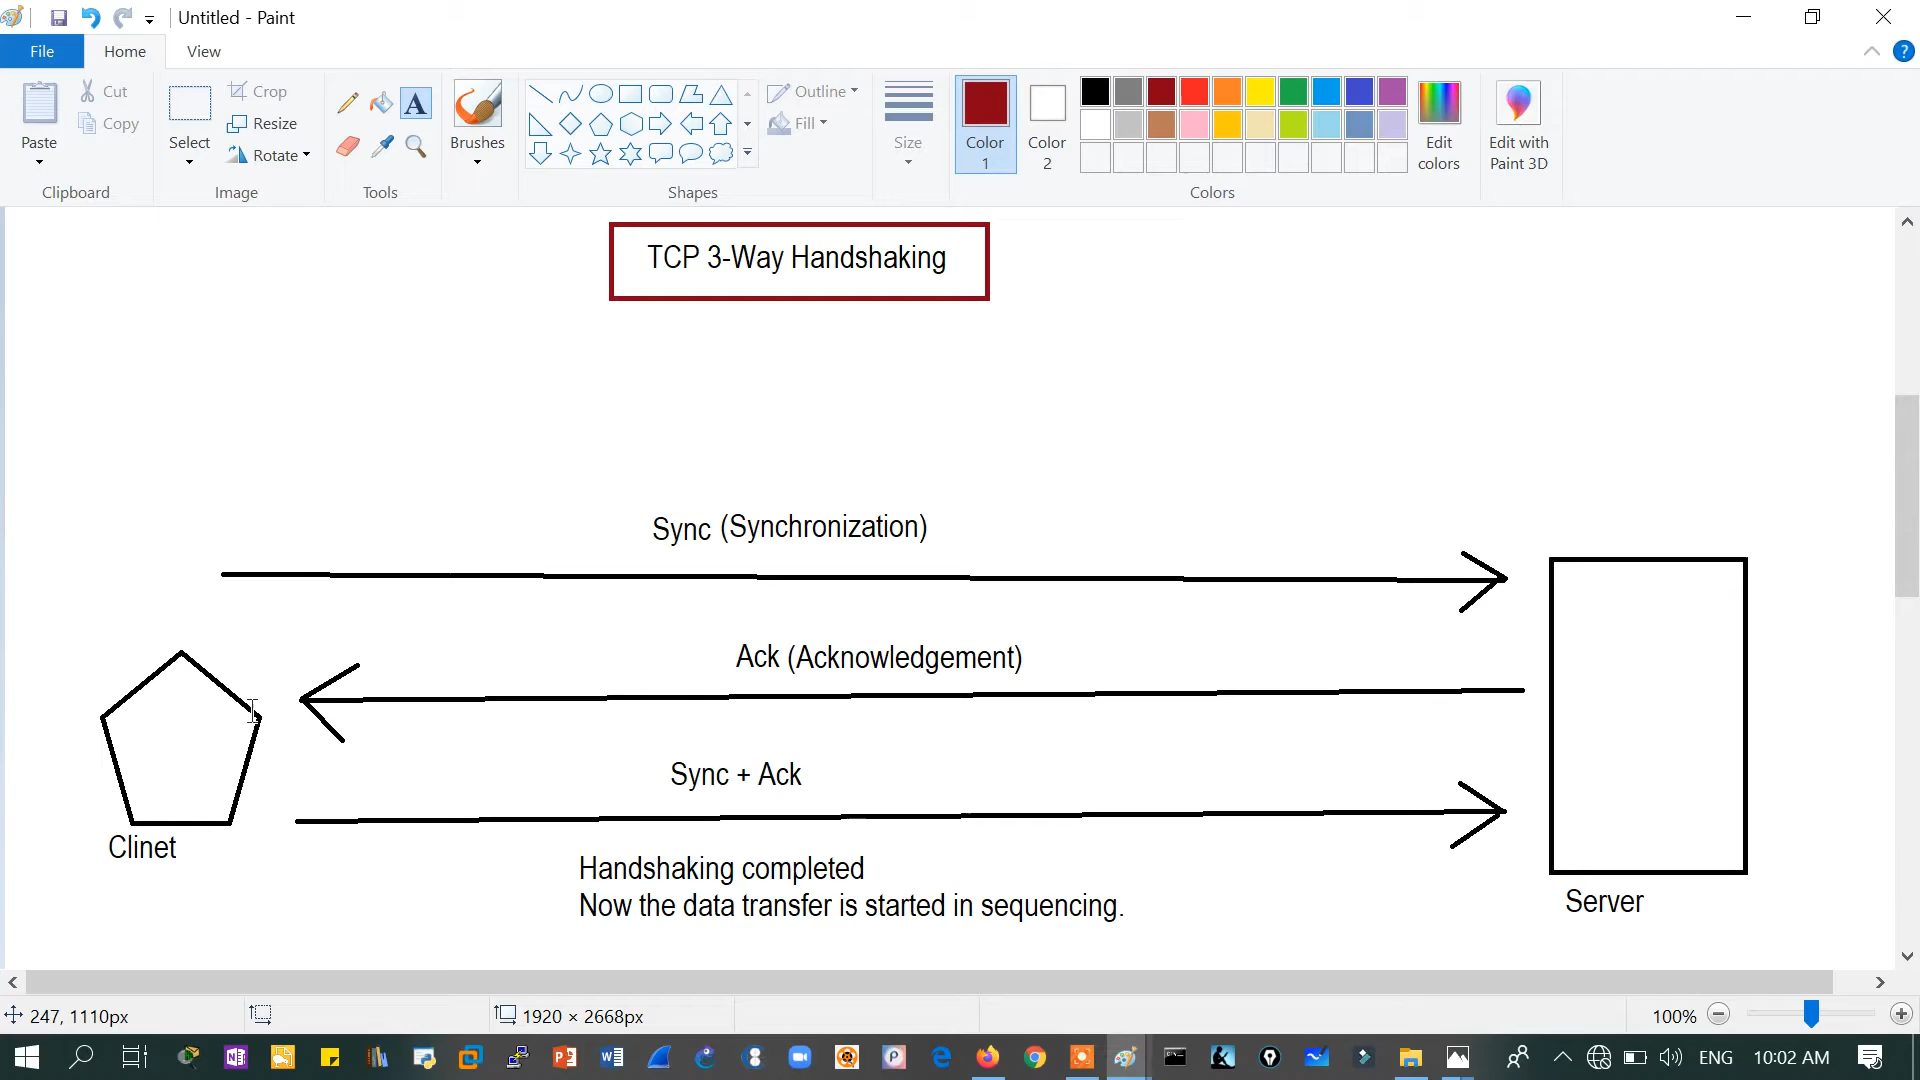 Untitled - Paint
File Home View
Paste
Cut
Copy
Clipboard
Select
Crop
Resize
Rotate
Image
A
Tools
Brushes
Shapes
Outline
Fill
Size
Color 1
Color 2
Colors
Edit colors
Edit with Paint 3D
TCP 3-Way Handshaking
Sync (Synchronization)
Ack (Acknowledgement)
Sync + Ack
Clinet
Handshaking completed
Now the data transfer is started in sequencing.
Server
247, 1110px
1920 × 2668px
100%
ENG
10:02 AM